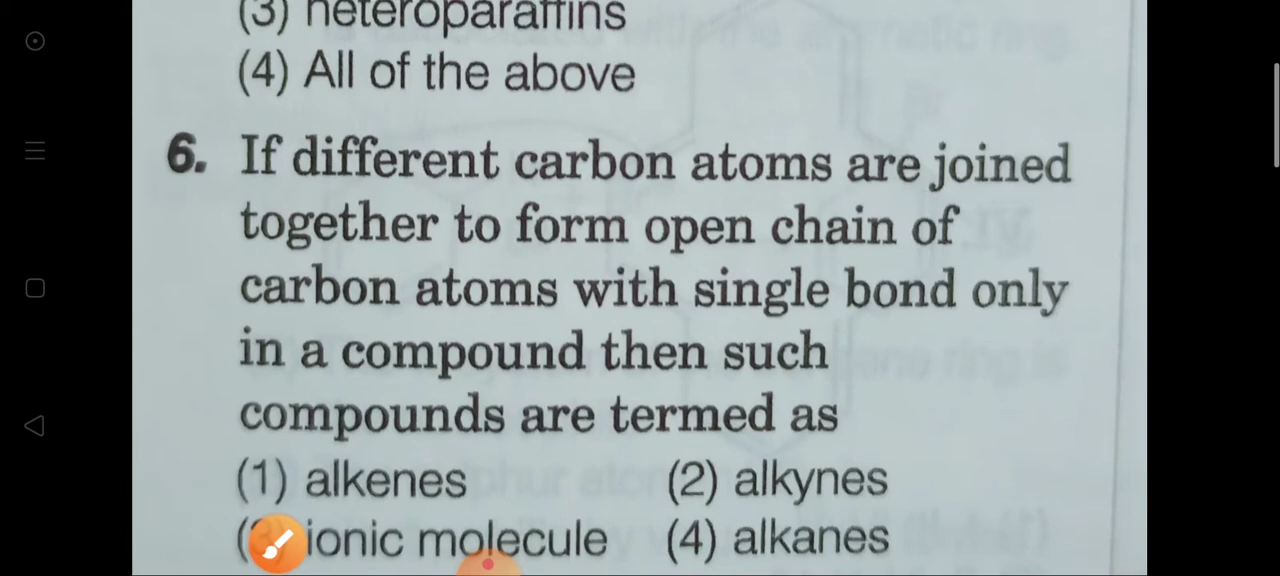 (3) heteroparaffins
(4) All of the above
6. If different carbon atoms are joined
together to form open chain of
carbon atoms with single bond only
in a compound then such
compounds are termed as
(1) alkenes (2) alkynes
ionic molecule (4) alkanes